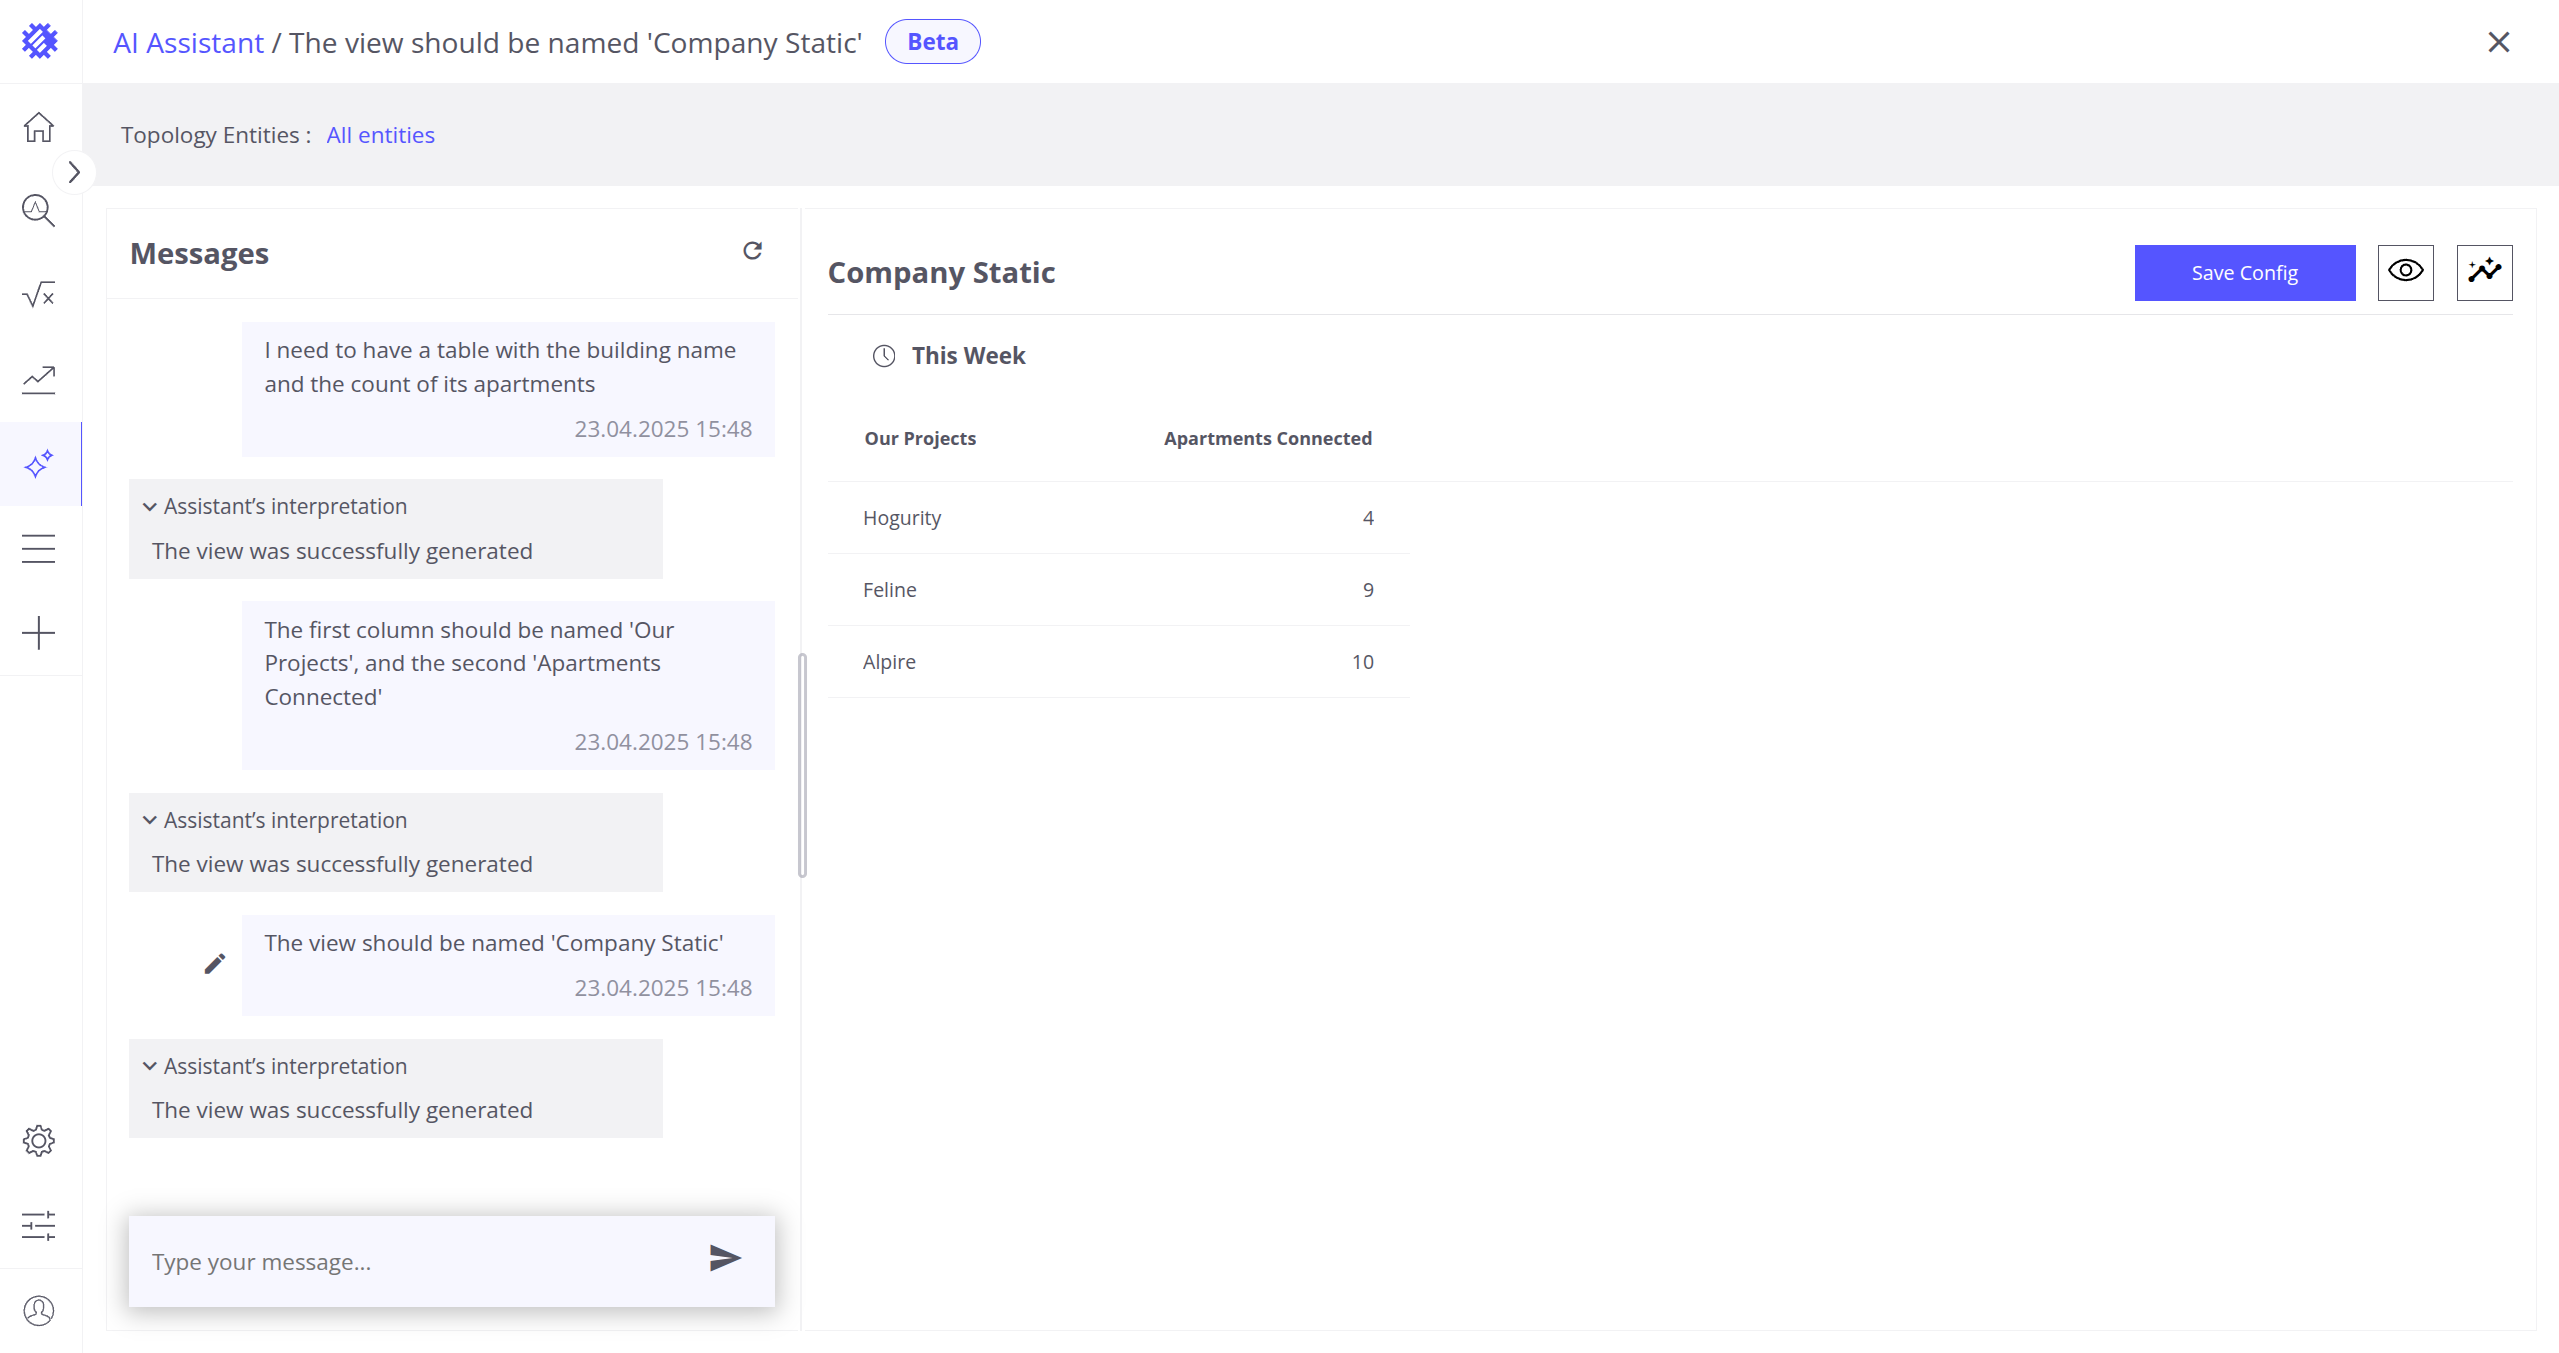 AI Assistant / The view should be named 'Company Static'
Beta
Topology Entities : All entities
Messages
I need to have a table with the building name
and the count of its apartments
23.04.2025 15:48
Assistant’s interpretation
The view was successfully generated
The first column should be named 'Our
Projects', and the second 'Apartments
Connected'
23.04.2025 15:48
Assistant’s interpretation
The view was successfully generated
The view should be named 'Company Static'
23.04.2025 15:48
Assistant’s interpretation
The view was successfully generated
Type your message...
Company Static
Save Config
This Week
Our Projects Apartments Connected
Hogurity 4
Feline 9
Alpire 10